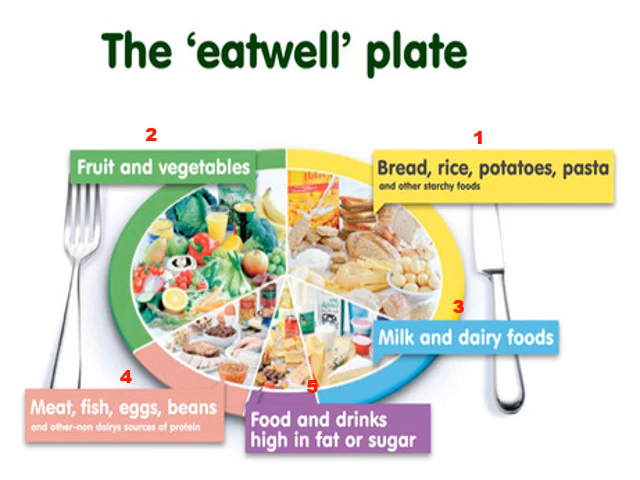 The ‘eatwell’ plate
2
Fruit and vegetables
1
Bread, rice, potatoes, pasta
and other starchy foods
3
Milk and dairy foods
4
Meat, fish, eggs, beans
and other-non dairys sources of protein
5
Food and drinks
high in fat or sugar